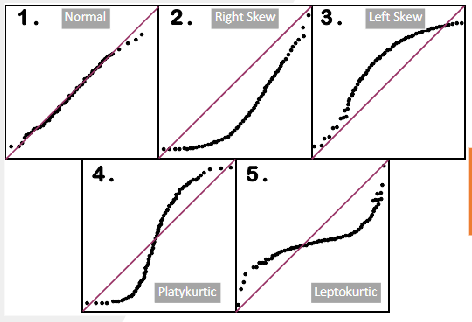 1. Normal
2. Right Skew
3. Left Skew
4.
Platykurtic
5.
Leptokurtic